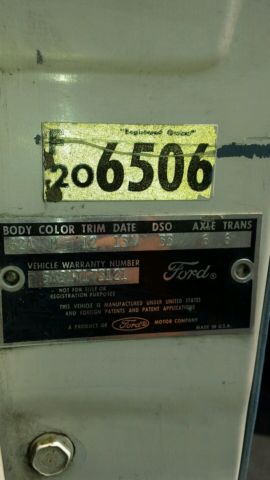 "Registered Owner"
F
206506
BODY COLOR TRIM DATE DSO AXLE TRANS
VEHICLE WARRANTY NUMBER
Ford®
- NOT FOR TITLE OR
REGISTRATION PURPOSES
THIS VEHICLE IS MANUFACTURED UNDER UNITED STATES
AND FOREIGN PATENTS AND PATENT APPLICATIONS
A PRODUCT OF Ford MOTOR COMPANY MADE IN U.S.A.